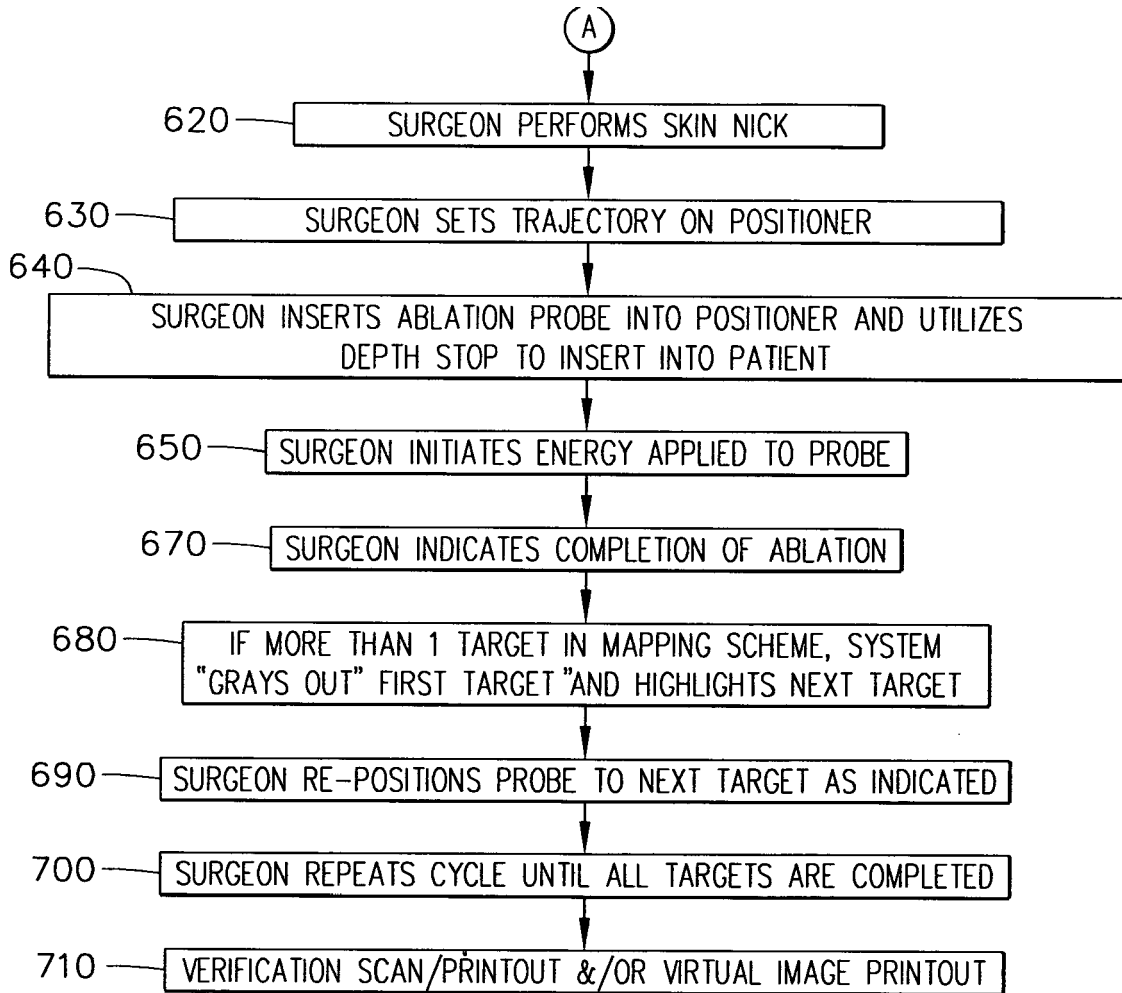 A
620 SURGEON PERFORMS SKIN NICK
630 SURGEON SETS TRAJECTORY ON POSITIONER
640
SURGEON INSERTS ABLATION PROBE INTO POSITIONER AND UTILIZES
DEPTH STOP TO INSERT INTO PATIENT
650 SURGEON INITIATES ENERGY APPLIED TO PROBE
670 SURGEON INDICATES COMPLETION OF ABLATION
680 IF MORE THAN 1 TARGET IN MAPPING SCHEME, SYSTEM
"GRAYS OUT" FIRST TARGET "AND HIGHLIGHTS NEXT TARGET
690 SURGEON RE-POSITIONS PROBE TO NEXT TARGET AS INDICATED
700 SURGEON REPEATS CYCLE UNTIL ALL TARGETS ARE COMPLETED
710 VERIFICATION SCAN/PRINTOUT &/OR VIRTUAL IMAGE PRINTOUT